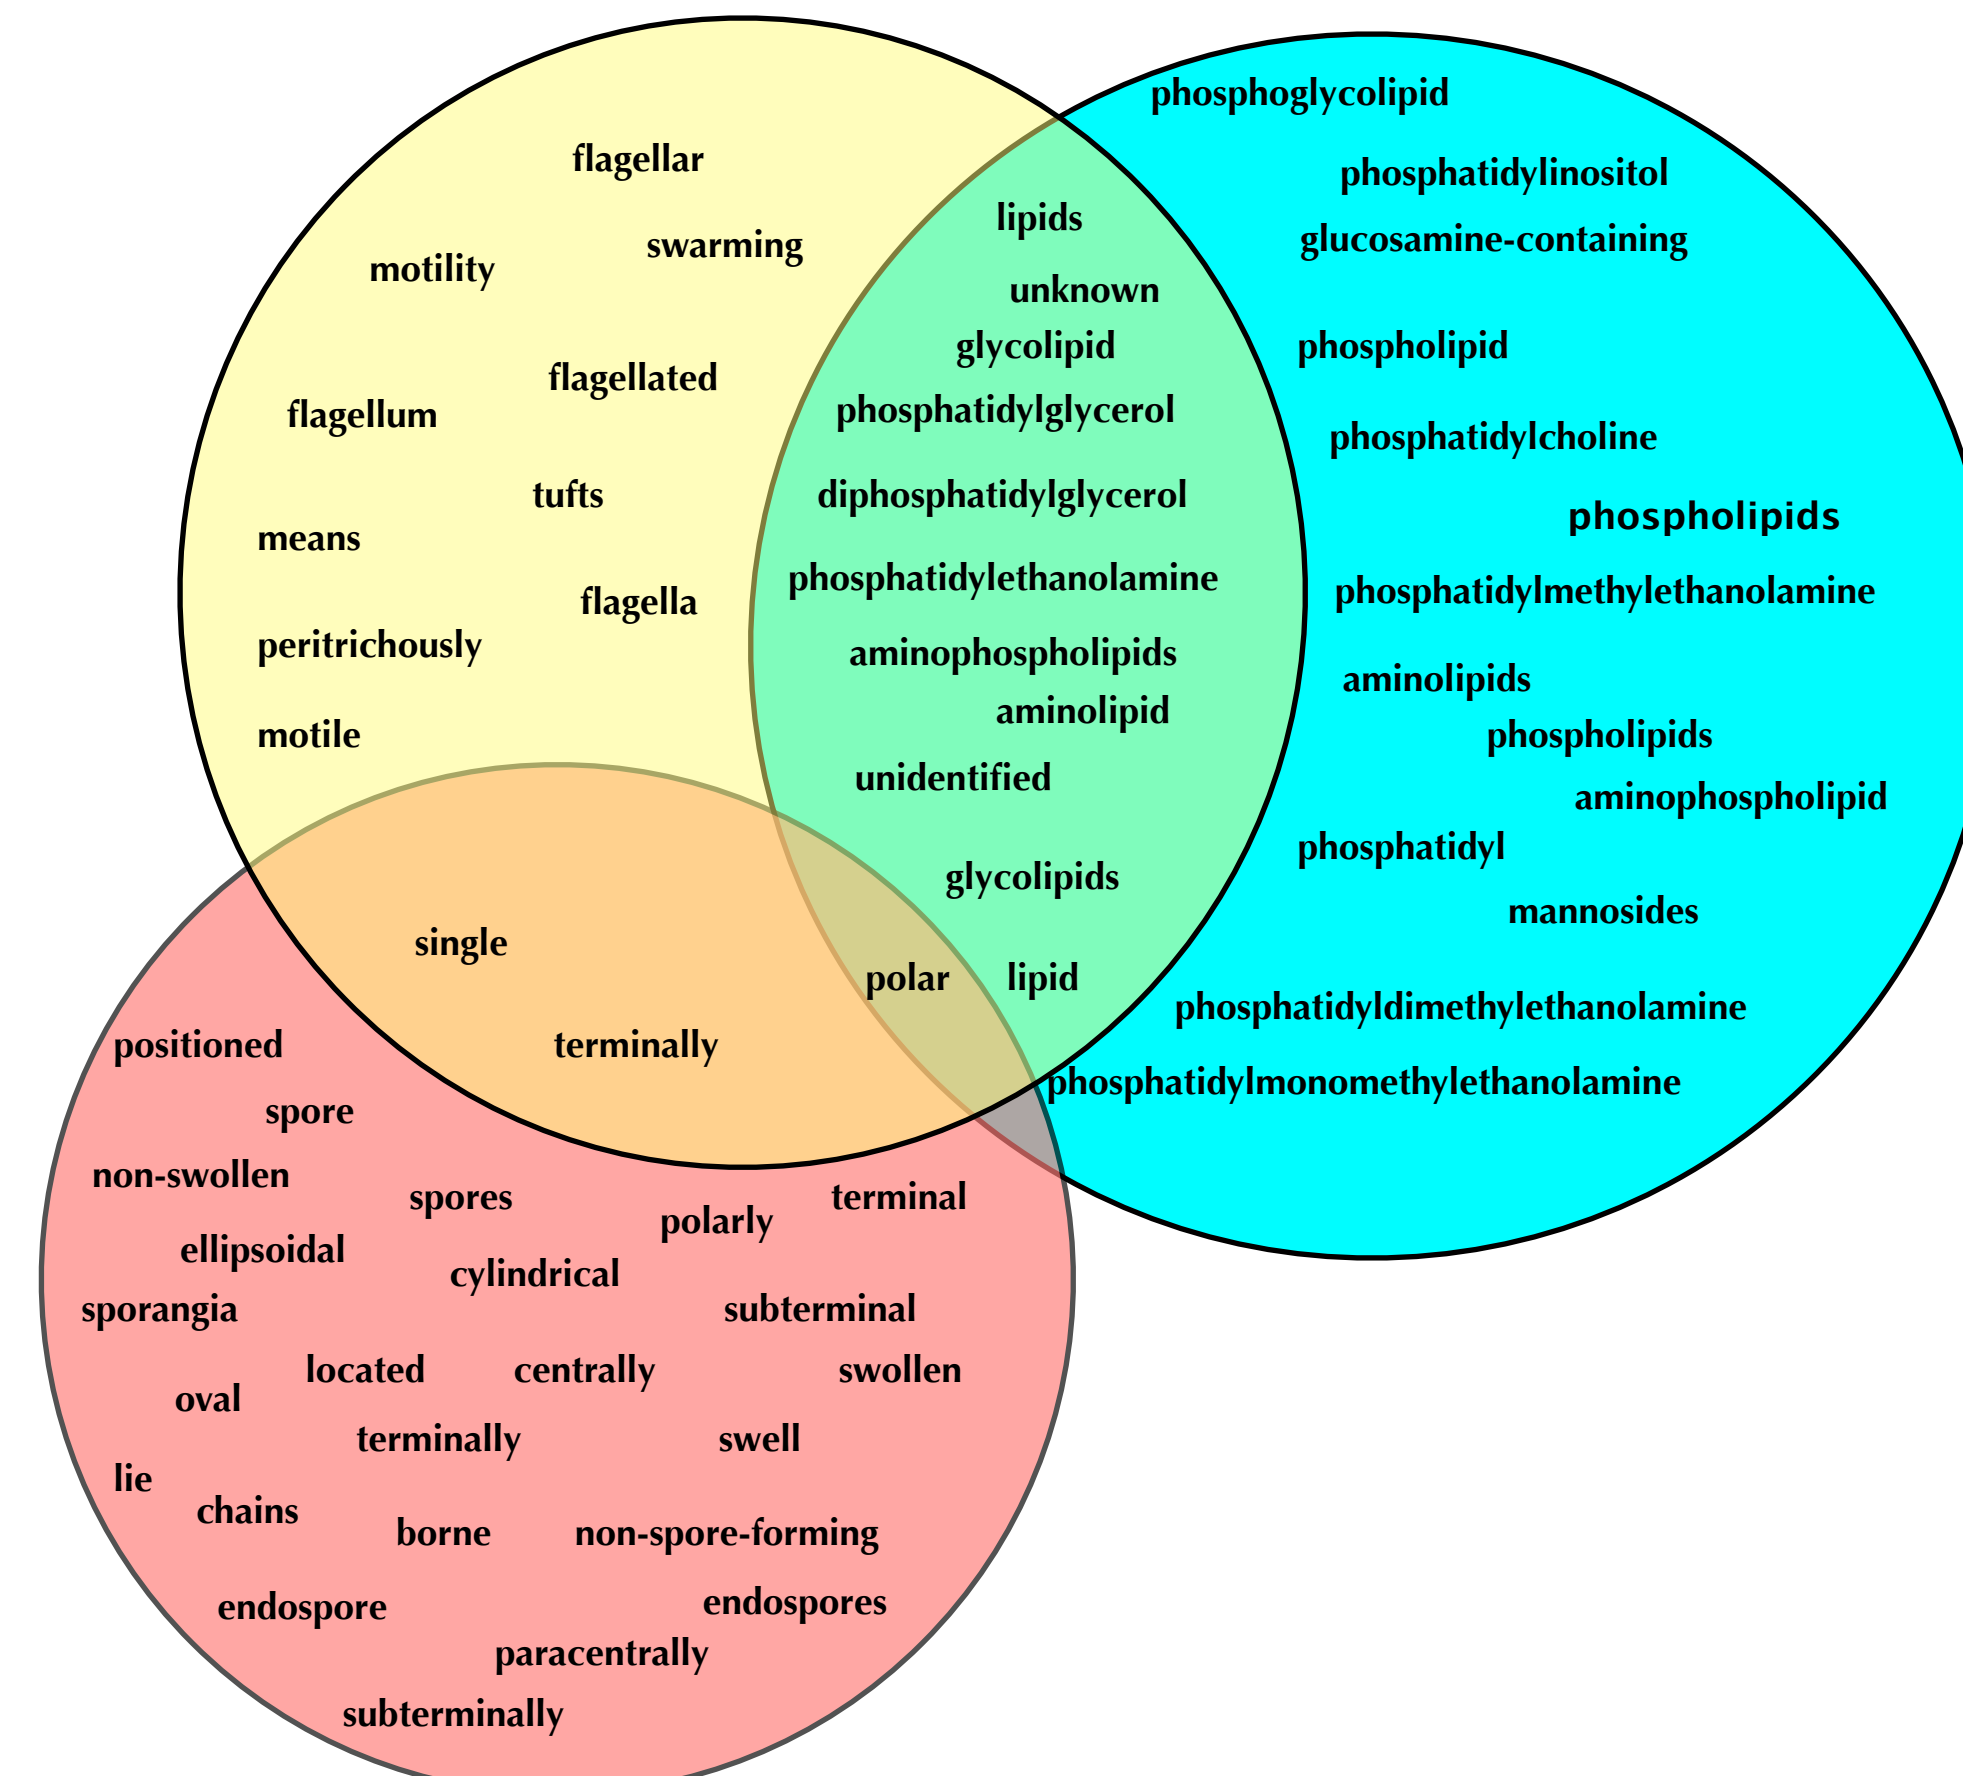 phosphoglycolipid
flagellar
phosphatidylinositol
lipids
swarming
glucosamine-containing
motility
unknown
glycolipid
phospholipid
flagellated
phosphatidylglycerol
flagellum
phosphatidylcholine
tufts
diphosphatidylglycerol
phospholipids
means
phosphatidylethanolamine
phosphatidylmethylethanolamine
flagella
peritrichously
aminophospholipids
aminolipids
aminolipid
motile
phospholipids
unidentified
aminophospholipid
phosphatidyl
glycolipids
mannosides
single
polar lipid
phosphatidyldimethylethanolamine
positioned
terminally
phosphatidylmonomethylethanolamine
spore
non-swollen
spores
terminal
polarly
ellipsoidal
cylindrical
sporangia
subterminal
located
centrally
swollen
oval
terminally
swell
lie
chains
borne
non-spore-forming
endospore
endospores
paracentrally
subterminally